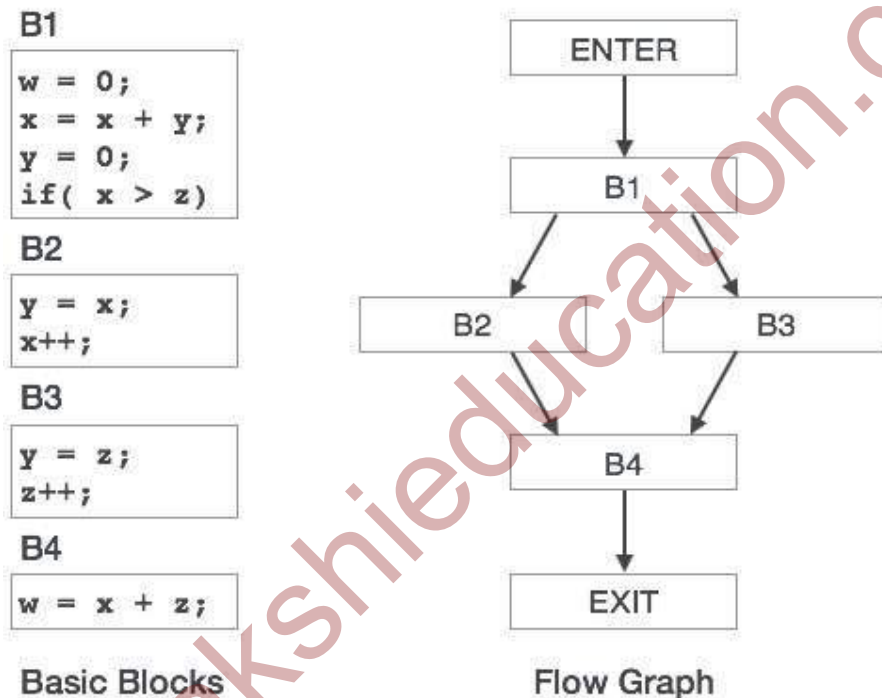 B1
w = 0;
x = x + y;
y = 0;
if( x > z)
B2
y = x;
x++;
B3
y = z;
z++;
B4
w = x + z;
Basic Blocks
ENTER
B1
B2 B3
B4
EXIT
Flow Graph